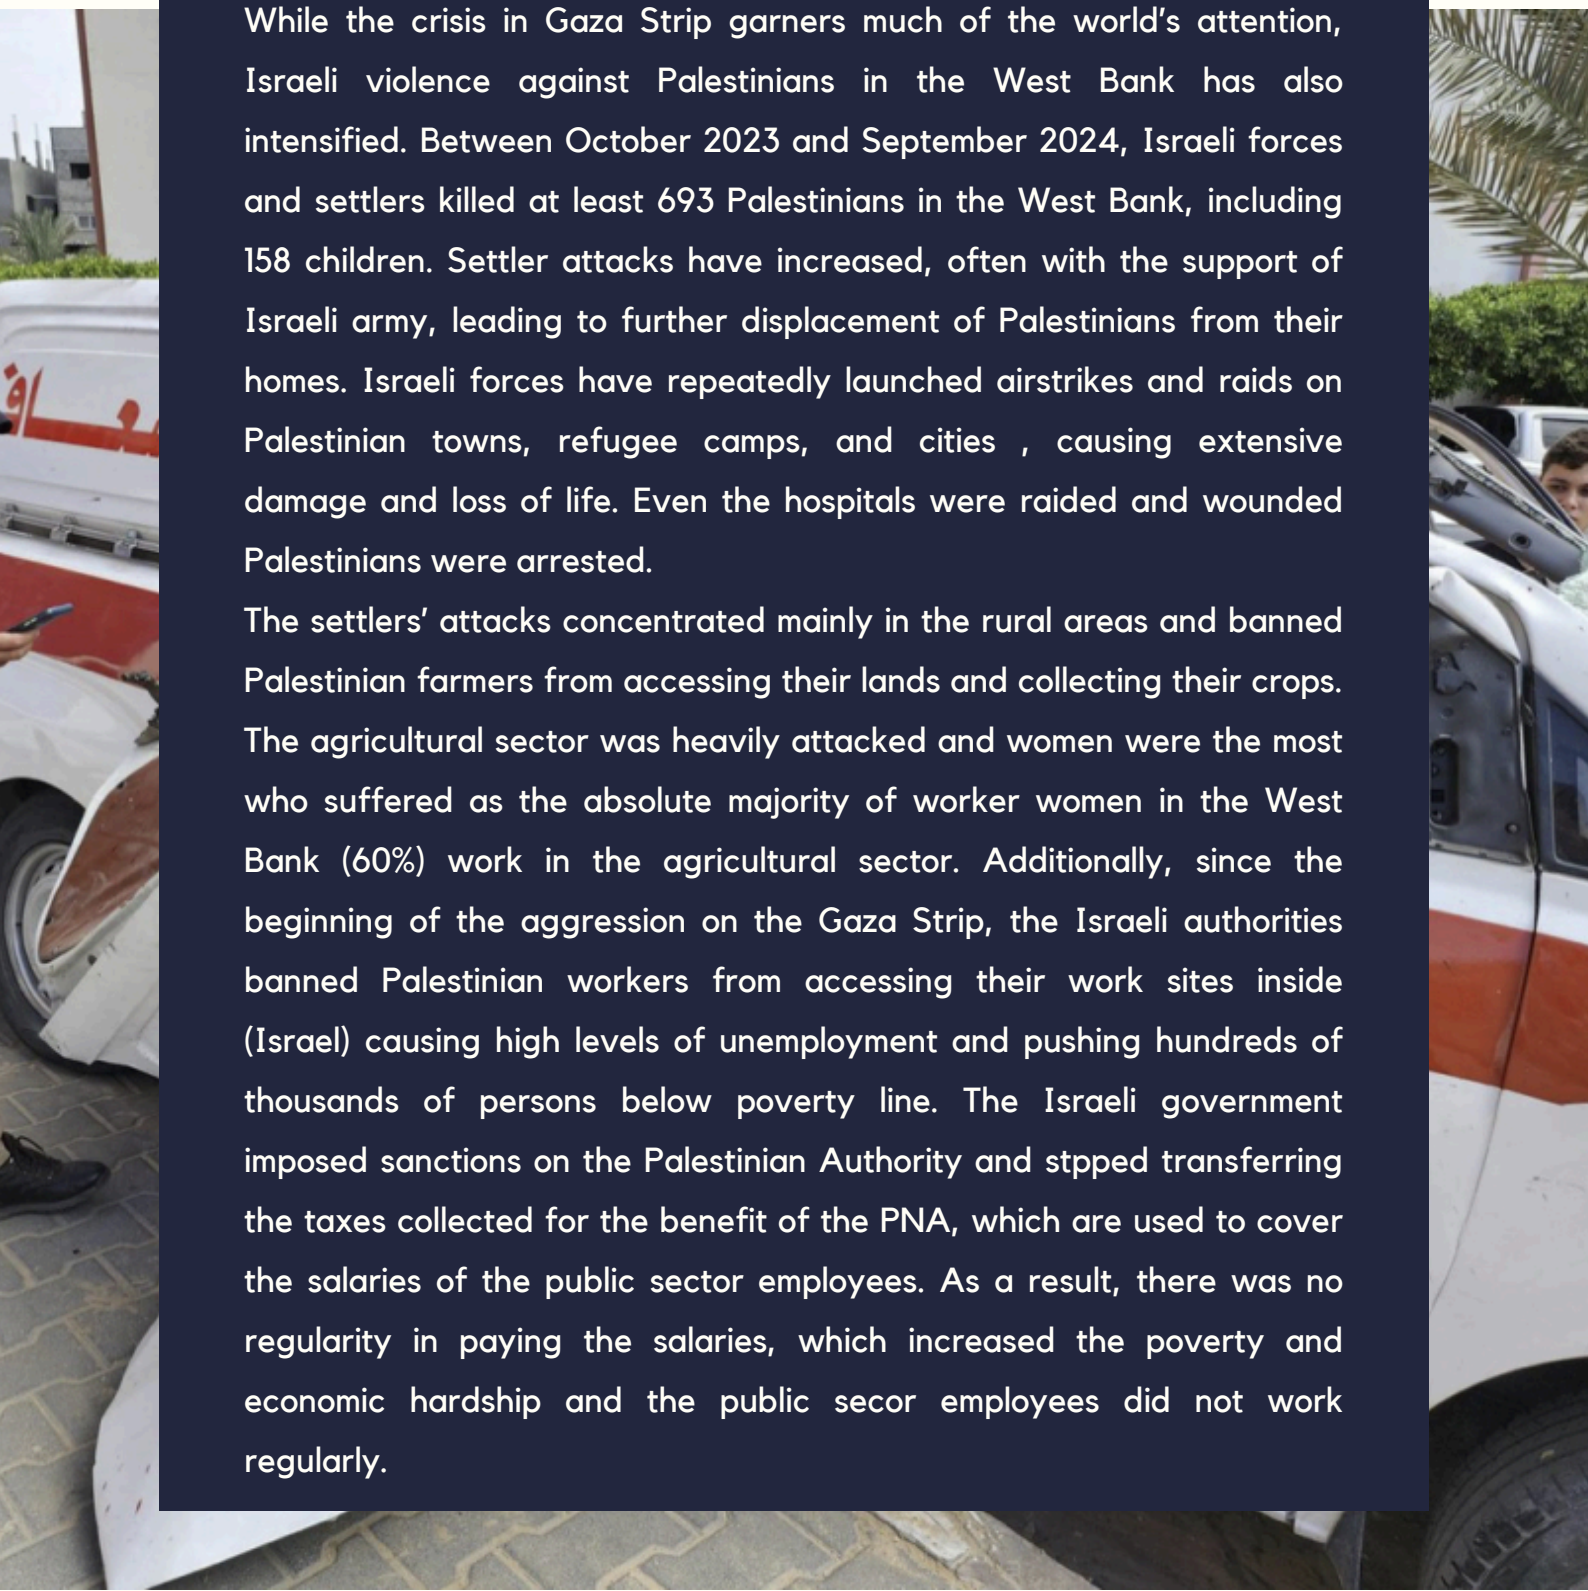 While the crisis in Gaza Strip garners much of the world’s attention,
Israeli violence against Palestinians in the West Bank has also
intensified. Between October 2023 and September 2024, Israeli forces
and settlers killed at least 693 Palestinians in the West Bank, including
158 children. Settler attacks have increased, often with the support of
Israeli army, leading to further displacement of Palestinians from their
homes. Israeli forces have repeatedly launched airstrikes and raids on
Palestinian towns, refugee camps, and cities , causing extensive
damage and loss of life. Even the hospitals were raided and wounded
Palestinians were arrested.
The settlers’ attacks concentrated mainly in the rural areas and banned
Palestinian farmers from accessing their lands and collecting their crops.
The agricultural sector was heavily attacked and women were the most
who suffered as the absolute majority of worker women in the West
Bank (60%) work in the agricultural sector. Additionally, since the
beginning of the aggression on the Gaza Strip, the Israeli authorities
banned Palestinian workers from accessing their work sites inside
(Israel) causing high levels of unemployment and pushing hundreds of
thousands of persons below poverty line. The Israeli government
imposed sanctions on the Palestinian Authority and stpped transferring
the taxes collected for the benefit of the PNA, which are used to cover
the salaries of the public sector employees. As a result, there was no
regularity in paying the salaries, which increased the poverty and
economic hardship and the public secor employees did not work
regularly.